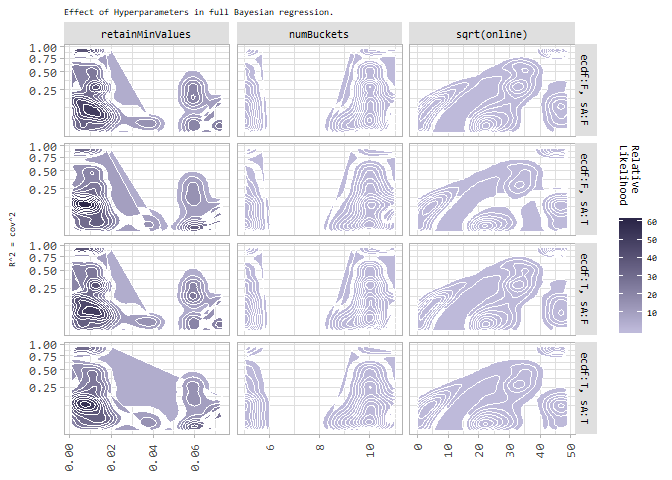 Effect of Hyperparameters in full Bayesian regression.
retainMinValues numBuckets sqrt(online)
1.00
0.75
0.50
0.25
ecdf:F, sA:F
1.00
0.75
0.50
0.25
ecdf:F, sA:T
1.00
0.75
0.50
0.25
ecdf:T, sA:F
1.00
0.75
0.50
0.25
ecdf:T, sA:T
R^2 = cov^2
0.00 0.02 0.04 0.06 6 8 10 0 10 20 30 40 50
Relative
Likelihood
60
50
40
30
20
10